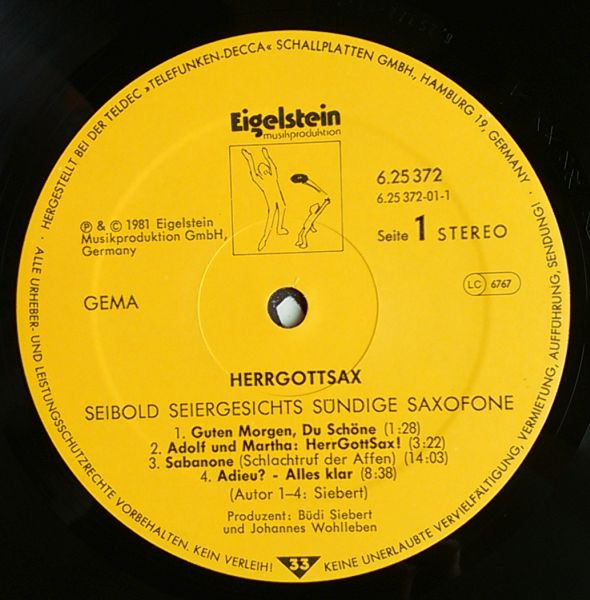 HERGESTELLT BEI DER TELDEC »TELEFUNKEN-DECCA« SCHALLPLATTEN GMBH, HAMBURG 19, GERMANY ·
Eigelstein
musikproduktion
6.25 372
6.25 372-01-1
℗ & © 1981 Eigelstein
Musikproduktion GmbH,
Germany
Seite 1 STEREO
LC 6767
GEMA
HERRGOTTSAX
SEIBOLD SEIERGESICHTS SÜNDIGE SAXOFONE
1. Guten Morgen, Du Schöne (1:28)
2. Adolf und Martha: HerrGottSax! (3:22)
3. Sabanone (Schlachtruf der Affen) (14:03)
4. Adieu? - Alles klar (8:38)
(Autor 1-4: Siebert)
Produzent: Büdi Siebert
und Johannes Wohlleben
33
· ALLE URHEBER- UND LEISTUNGSSCHUTZRECHTE VORBEHALTEN. KEIN VERLEIH! KEINE UNERLAUBTE VERVIELFÄLTIGUNG, VERMIETUNG, AUFFÜHRUNG, SENDUNG!